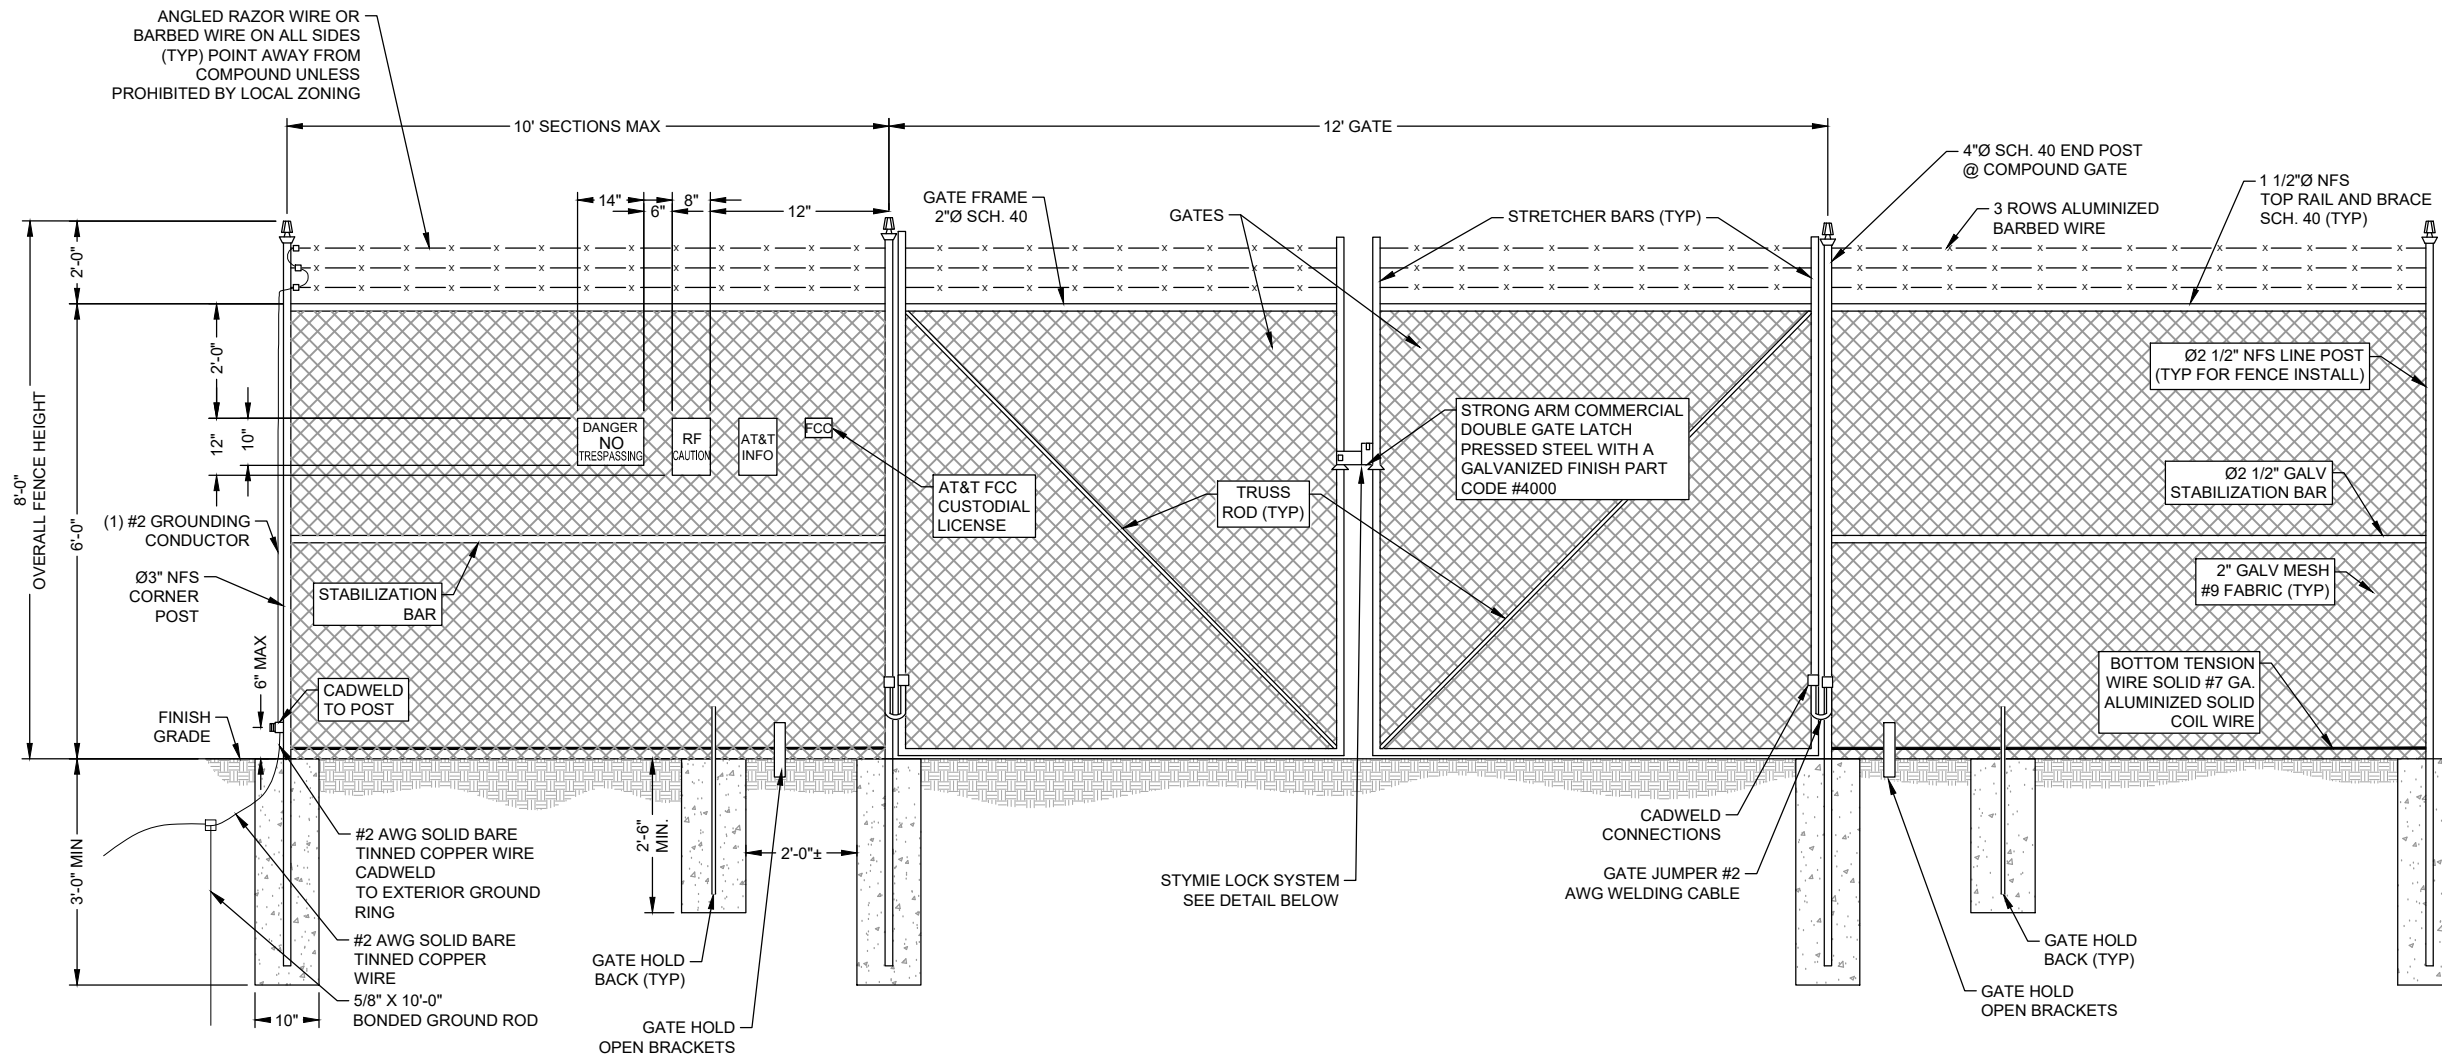 ANGLED RAZOR WIRE OR
BARBED WIRE ON ALL SIDES
(TYP) POINT AWAY FROM
COMPOUND UNLESS
PROHIBITED BY LOCAL ZONING
10' SECTIONS MAX
12' GATE
4"Ø SCH. 40 END POST
@ COMPOUND GATE
1 1/2"Ø NFS
TOP RAIL AND BRACE
SCH. 40 (TYP)
3 ROWS ALUMINIZED
BARBED WIRE
14"
6"
8"
12"
GATE FRAME
2"Ø SCH. 40
GATES
STRETCHER BARS (TYP)
2'-0"
8'-0"
OVERALL FENCE HEIGHT
6'-0"
2'-0"
12"
10"
DANGER
NO
TRESPASSING
RF
CAUTION
AT&T
INFO
FCC
AT&T FCC
CUSTODIAL
LICENSE
TRUSS
ROD (TYP)
STRONG ARM COMMERCIAL
DOUBLE GATE LATCH
PRESSED STEEL WITH A
GALVANIZED FINISH PART
CODE #4000
Ø2 1/2" NFS LINE POST
(TYP FOR FENCE INSTALL)
Ø2 1/2" GALV
STABILIZATION BAR
2" GALV MESH
#9 FABRIC (TYP)
BOTTOM TENSION
WIRE SOLID #7 GA.
ALUMINIZED SOLID
COIL WIRE
(1) #2 GROUNDING
CONDUCTOR
Ø3" NFS
CORNER
POST
STABILIZATION
BAR
6" MAX
CADWELD
TO POST
FINISH
GRADE
3'-0" MIN
10"
#2 AWG SOLID BARE
TINNED COPPER WIRE
CADWELD
TO EXTERIOR GROUND
RING
#2 AWG SOLID BARE
TINNED COPPER
WIRE
5/8" X 10'-0"
BONDED GROUND ROD
2'-6"
MIN.
2'-0"±
GATE HOLD
BACK (TYP)
GATE HOLD
OPEN BRACKETS
STYMIE LOCK SYSTEM
SEE DETAIL BELOW
CADWELD
CONNECTIONS
GATE JUMPER #2
AWG WELDING CABLE
GATE HOLD
BACK (TYP)
GATE HOLD
OPEN BRACKETS